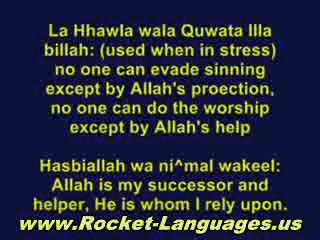 La Hhawla wala Quwata Illa
billah: (used when in stress)
no one can evade sinning
except by Allah's proection,
no one can do the worship
except by Allah's help
Hasbiallah wa ni^mal wakeel:
Allah is my successor and
helper, He is whom I rely upon.
www.Rocket-Languages.us